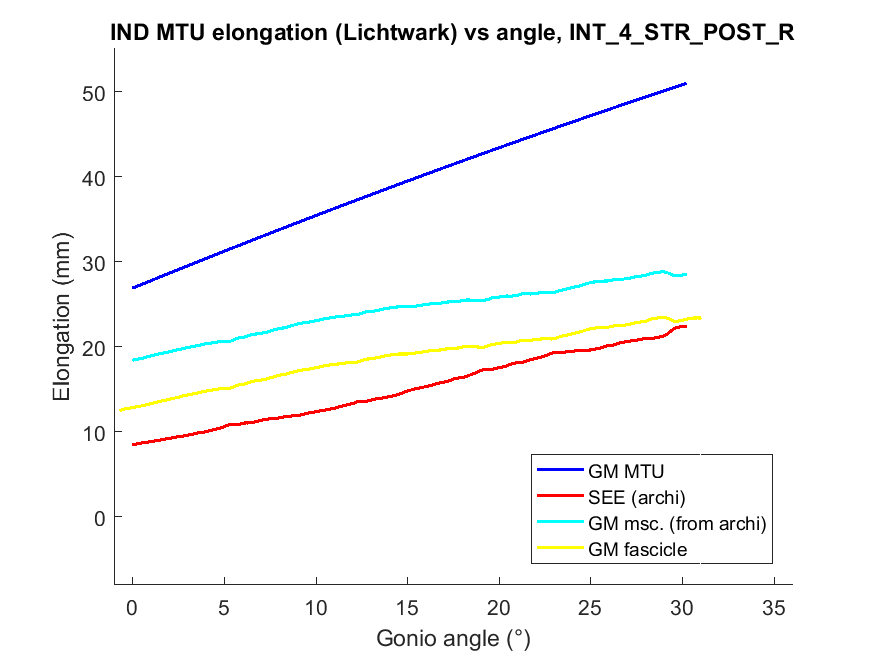 IND MTU elongation (Lichtwark) vs angle, INT_4_STR_POST_R
Elongation (mm)
50
40
30
20
10
0
0 5 10 15 20 25 30 35
Gonio angle (°)
GM MTU
SEE (archi)
GM msc. (from archi)
GM fascicle